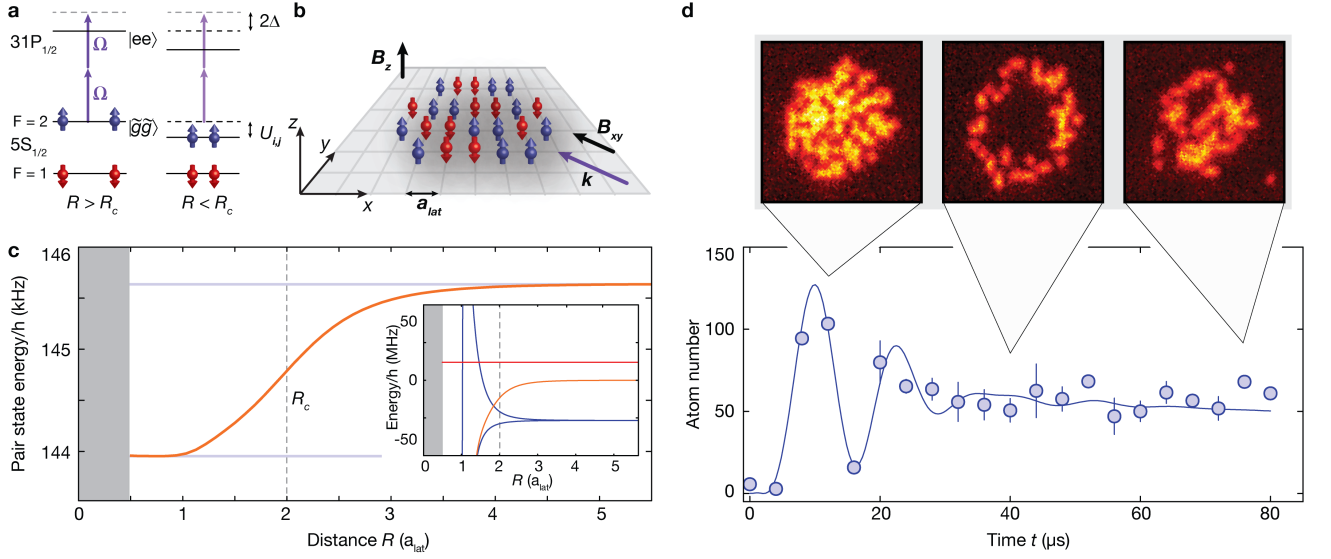 a
31P1/2
Ω
Ω
|ee⟩
2Δ
F = 2
|g̃g̃⟩
Ui,j
5S1/2
F = 1
R > Rc
R < Rc
b
Bz
z
y
x
alat
Bxy
k
c
146
145
144
Pair state energy/h (kHz)
Rc
0
1
2
3
4
5
Distance R (alat)
50
0
-50
Energy/h (MHz)
0
1
2
3
4
5
R (alat)
d
150
100
50
0
Atom number
0
20
40
60
80
Time t (μs)